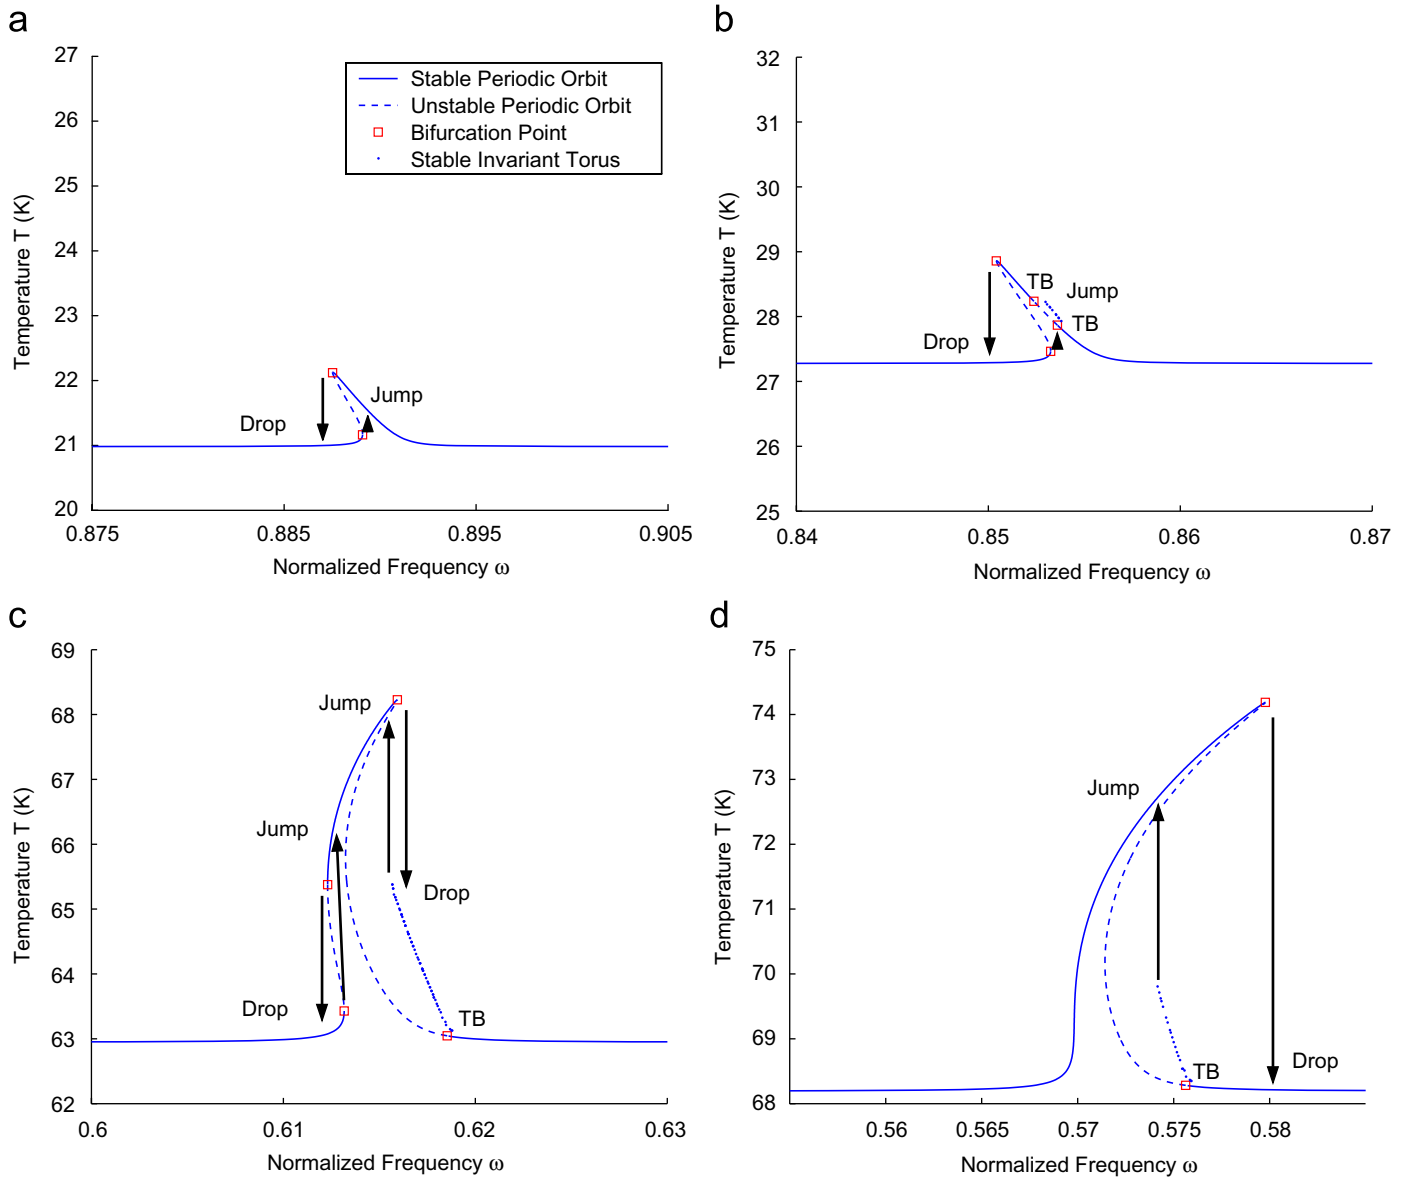 a
27
26
25
24
23
22
21
20
Temperature T (K)
Stable Periodic Orbit
Unstable Periodic Orbit
Bifurcation Point
Stable Invariant Torus
Drop
Jump
0.875
0.885
0.895
0.905
Normalized Frequency ω
b
32
31
30
29
28
27
26
25
Temperature T (K)
TB
Jump
TB
Drop
0.84
0.85
0.86
0.87
Normalized Frequency ω
c
69
68
67
66
65
64
63
62
Temperature T (K)
Jump
Jump
Drop
Drop
TB
0.6
0.61
0.62
0.63
Normalized Frequency ω
d
75
74
73
72
71
70
69
68
Temperature T (K)
Jump
TB
Drop
0.56
0.565
0.57
0.575
0.58
Normalized Frequency ω